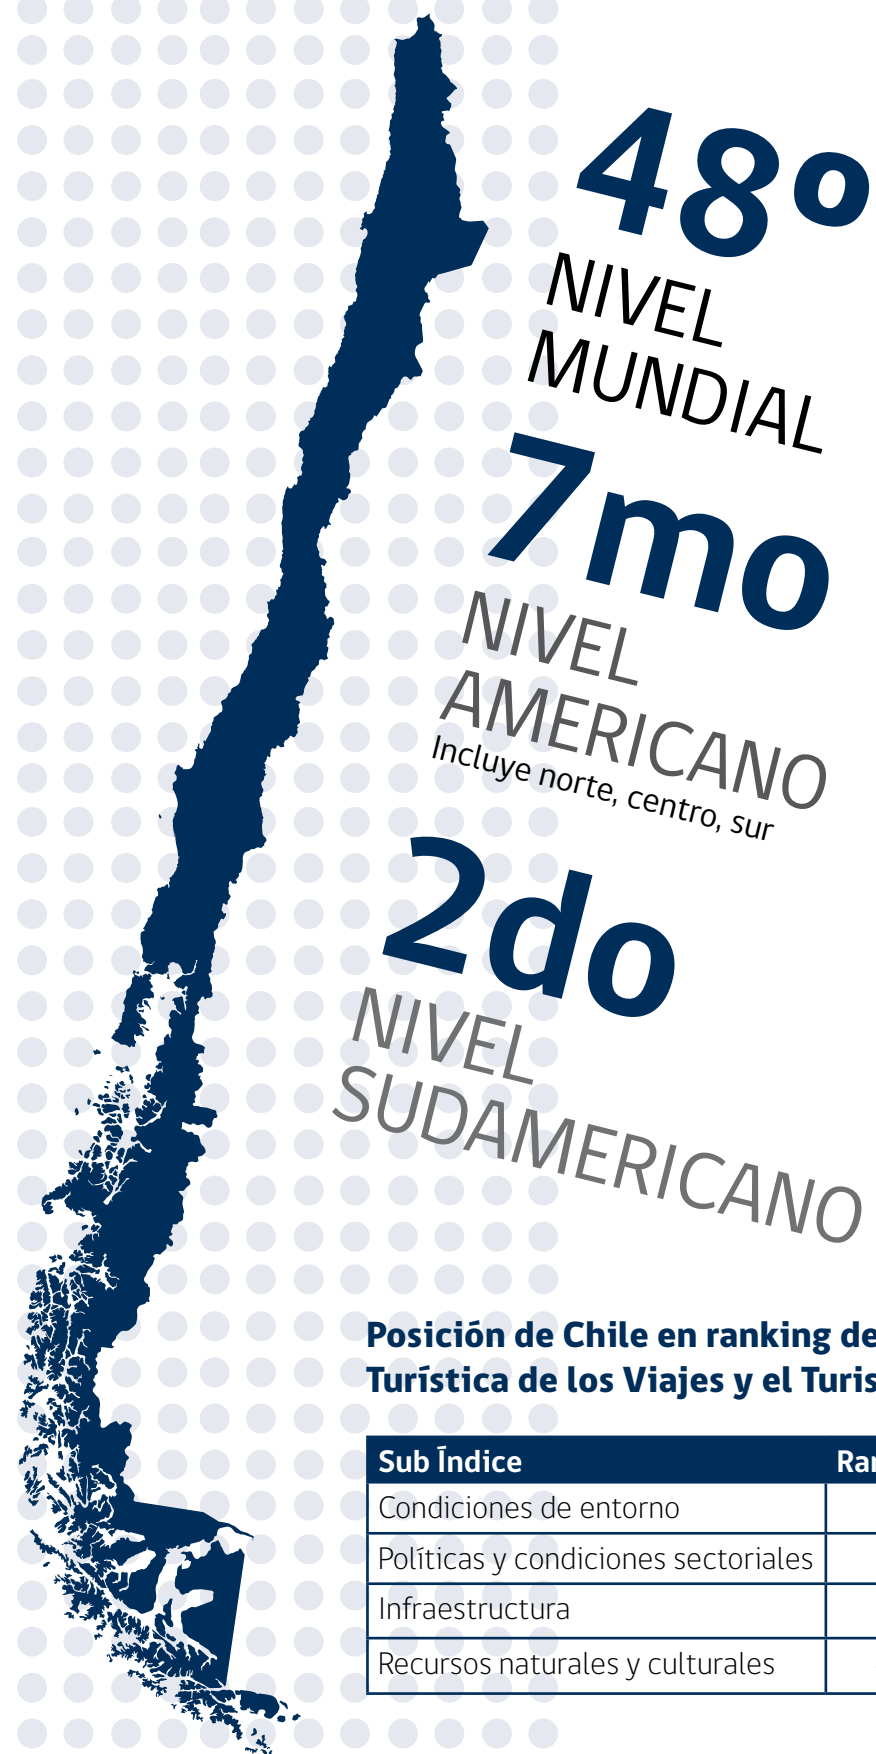 48º
NIVEL
MUNDIAL
7mo
NIVEL
AMERICANO
Incluye norte, centro, sur
2do
NIVEL
SUDAMERICANO
Posición de Chile en ranking de
Turística de los Viajes y el
Sub Índice
Condiciones de entorno
Políticas y condiciones sectoriales
Infraestructura
Recursos naturales y culturales